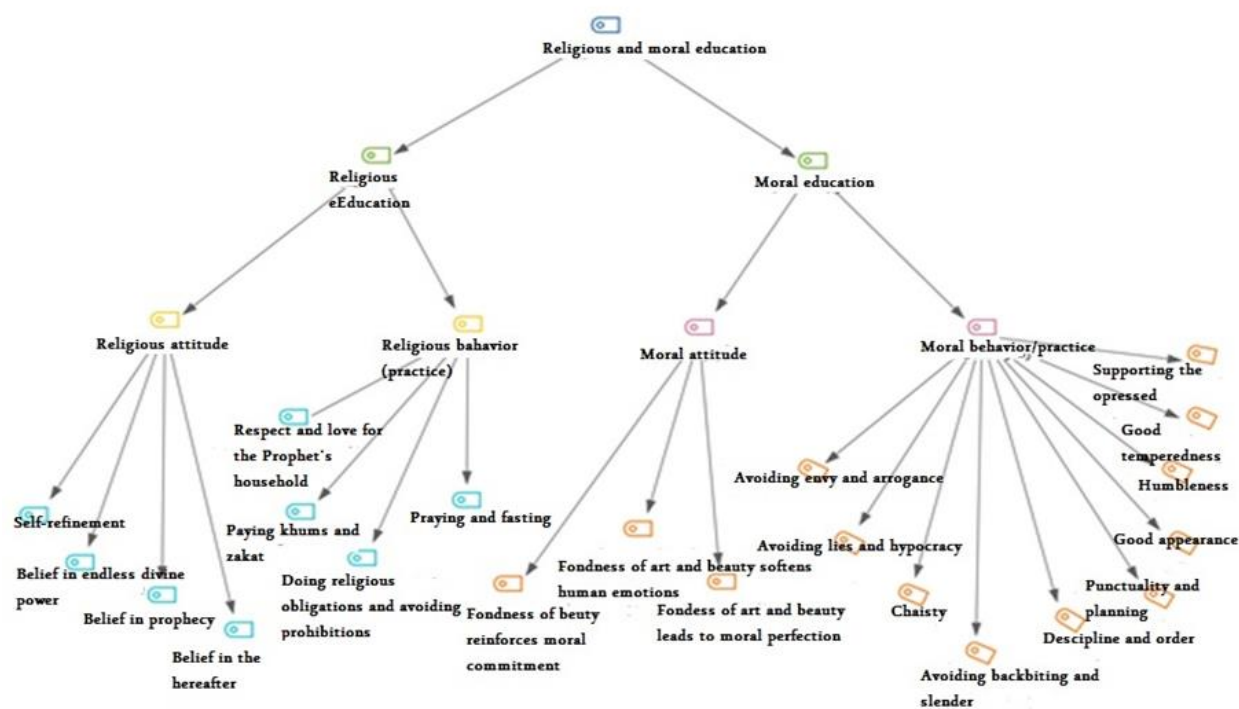 Religious and moral education
Religious
eEducation
Moral education
Religious attitude
Religious bahavior
(practice)
Moral attitude
Moral behavior/practice
Supporting the
opressed
Good
temperedness
Humbleness
Good appearance
Punctuality and
planning
Discipline and order
Avoiding backbiting and
slender
Chaisty
Avoiding lies and hypocracy
Avoiding envy and arrogance
Respect and love for
the Prophet's
household
Paying khums and
zakat
Doing religious
obligations and avoiding
prohibitions
Praying and fasting
Self-refinement
Belief in endless divine
power
Belief in prophecy
Belief in the
hereafter
Fondness of beuty
reinforces moral
commitment
Fondness of art and beauty softens
human emotions
Fondess of art and beauty
leads to moral perfection